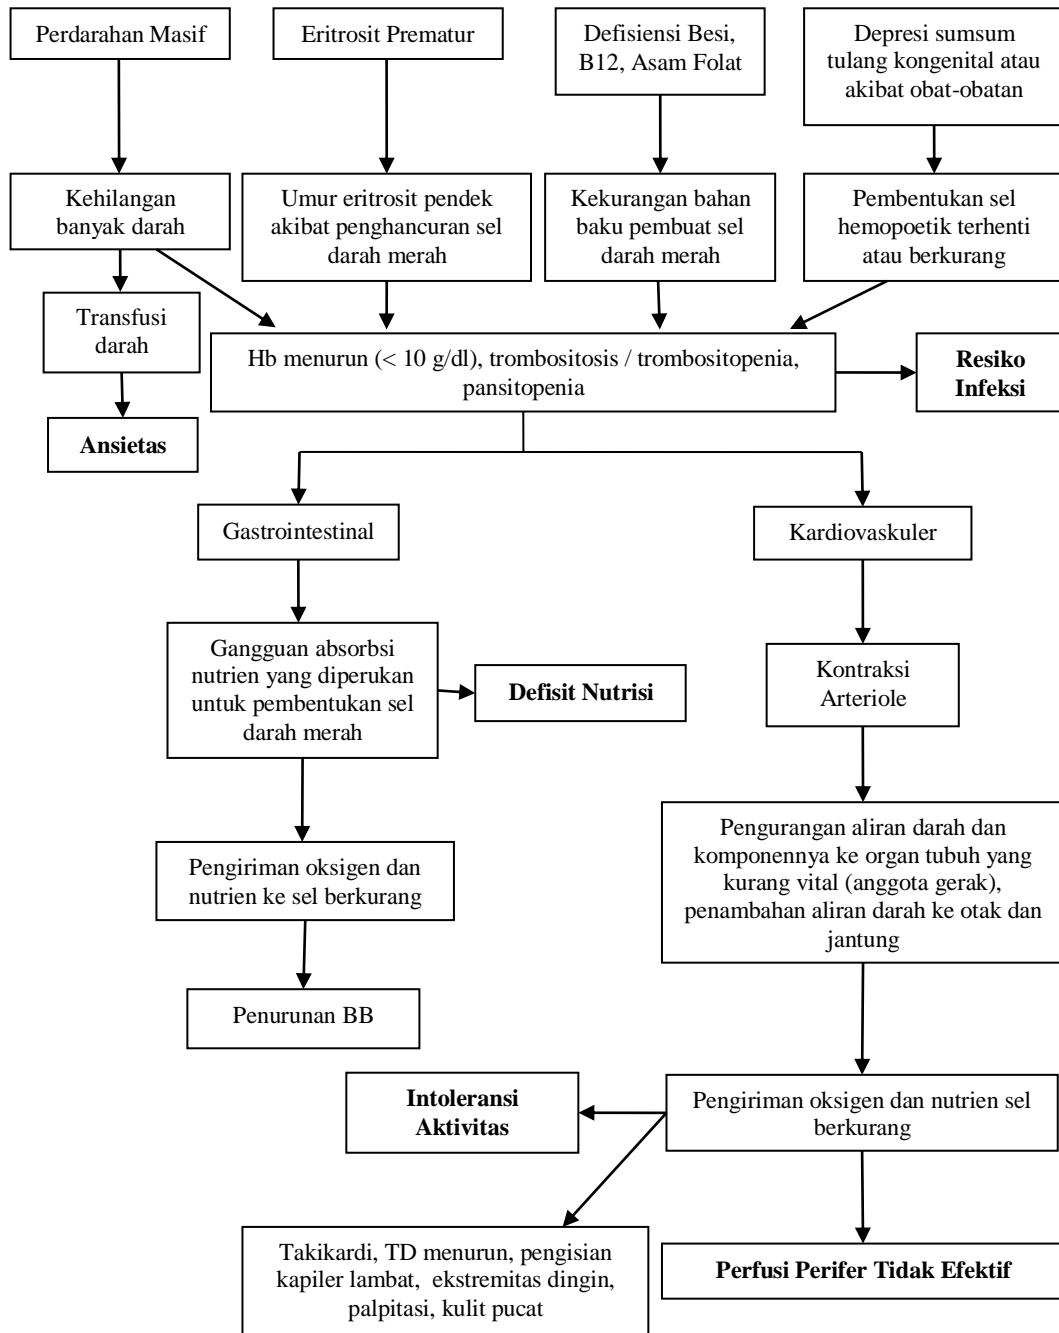 Perdarahan Masif
Eritrosit Prematur
Defisiensi Besi,
B12, Asam Folat
Depresi sumsum
tulang kongenital atau
akibat obat-obatan
Kehilangan
banyak darah
Umur eritrosit pendek
akibat penghancuran sel
darah merah
Kekurangan bahan
baku pembuat sel
darah merah
Pembentukan sel
hemopoetik terhenti
atau berkurang
Transfusi
darah
Hb menurun (< 10 g/dl), trombositosis / trombositopenia,
pansitopenia
Resiko
Infeksi
Ansietas
Gastrointestinal
Kardiovaskuler
Gangguan absorbsi
nutrien yang diperukan
untuk pembentukan sel
darah merah
Defisit Nutrisi
Kontraksi
Arteriole
Pengiriman oksigen dan
nutrien ke sel berkurang
Pengurangan aliran darah dan
komponennya ke organ tubuh yang
kurang vital (anggota gerak),
penambahan aliran darah ke otak dan
jantung
Penurunan BB
Intoleransi
Aktivitas
Pengiriman oksigen dan nutrien sel
berkurang
Takikardi, TD menurun, pengisian
kapiler lambat, ekstremitas dingin,
palpitasi, kulit pucat
Perfusi Perifer Tidak Efektif